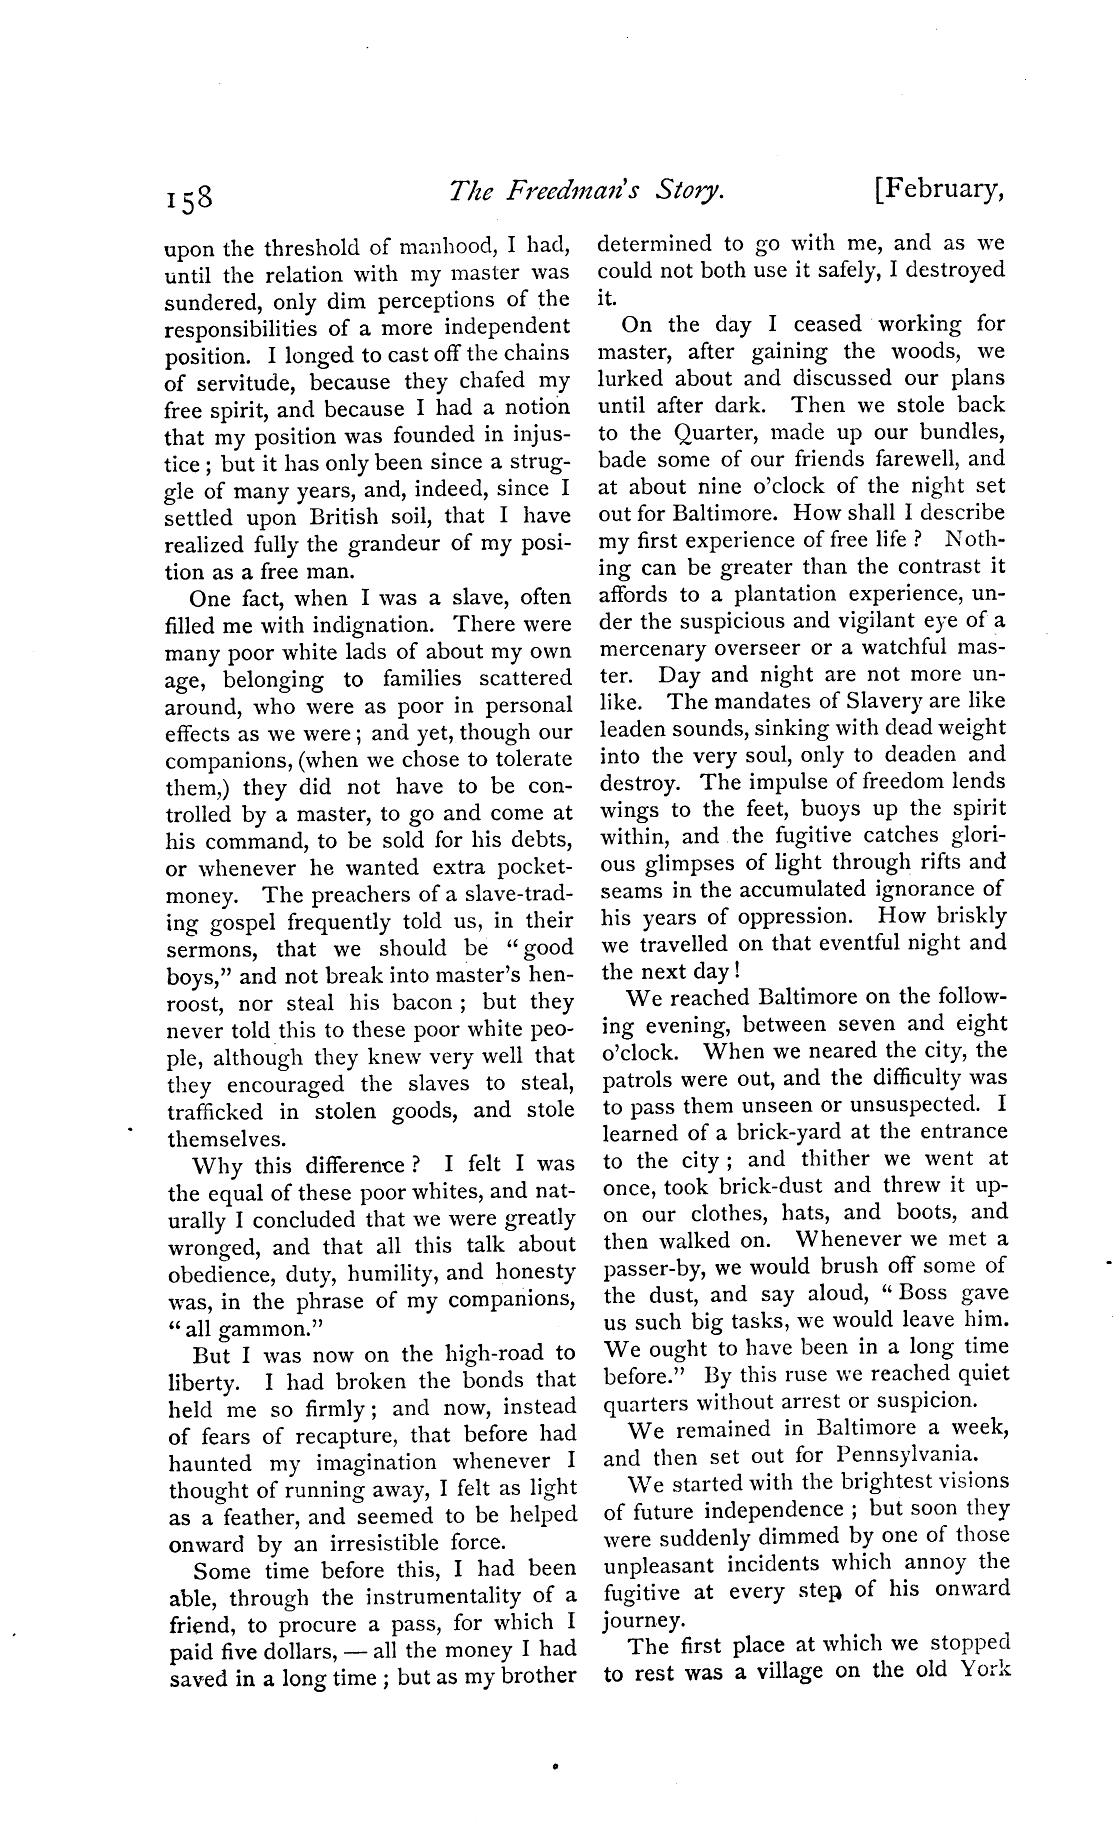 158
The Freedman's Story.
[February,
upon the threshold of manhood, I had,
until the relation with my master was
sundered, only dim perceptions of the
responsibilities of a more independent
position. I longed to cast off the chains
of servitude, because they chafed my
free spirit, and because I had a notion
that my position was founded in injus-
tice ; but it has only been since a strug-
gle of many years, and, indeed, since I
settled upon British soil, that I have
realized fully the grandeur of my posi-
tion as a free man.
One fact, when I was a slave, often
filled me with indignation. There were
many poor white lads of about my own
age, belonging to families scattered
around, who were as poor in personal
effects as we were ; and yet, though our
companions, (when we chose to tolerate
them,) they did not have to be con-
trolled by a master, to go and come at
his command, to be sold for his debts,
or whenever he wanted extra pocket-
money. The preachers of a slave-trad-
ing gospel frequently told us, in their
sermons, that we should be "good
boys," and not break into master's hen-
roost, nor steal his bacon ; but they
never told this to these poor white peo-
ple, although they knew very well that
they encouraged the slaves to steal,
trafficked in stolen goods, and stole
themselves.
Why this difference ? I felt I was
the equal of these poor whites, and nat-
urally I concluded that we were greatly
wronged, and that all this talk about
obedience, duty, humility, and honesty
was, in the phrase of my companions,
"all gammon."
But I was now on the high-road to
liberty. I had broken the bonds that
held me so firmly ; and now, instead
of fears of recapture, that before had
haunted my imagination whenever I
thought of running away, I felt as light
as a feather, and seemed to be helped
onward by an irresistible force.
Some time before this, I had been
able, through the instrumentality of a
friend, to procure a pass, for which I
paid five dollars, — all the money I had
saved in a long time ; but as my brother
determined to go with me, and as we
could not both use it safely, I destroyed
it.
On the day I ceased working for
master, after gaining the woods, we
lurked about and discussed our plans
until after dark. Then we stole back
to the Quarter, made up our bundles,
bade some of our friends farewell, and
at about nine o'clock of the night set
out for Baltimore. How shall I describe
my first experience of free life ? Noth-
ing can be greater than the contrast it
affords to a plantation experience, un-
der the suspicious and vigilant eye of a
mercenary overseer or a watchful mas-
ter. Day and night are not more un-
like. The mandates of Slavery are like
leaden sounds, sinking with dead weight
into the very soul, only to deaden and
destroy. The impulse of freedom lends
wings to the feet, buoys up the spirit
within, and the fugitive catches glori-
ous glimpses of light through rifts and
seams in the accumulated ignorance of
his years of oppression. How briskly
we travelled on that eventful night and
the next day !
We reached Baltimore on the follow-
ing evening, between seven and eight
o'clock. When we neared the city, the
patrols were out, and the difficulty was
to pass them unseen or unsuspected. I
learned of a brick-yard at the entrance
to the city ; and thither we went at
once, took brick-dust and threw it up-
on our clothes, hats, and boots, and
then walked on. Whenever we met a
passer-by, we would brush off some of
the dust, and say aloud, "Boss gave
us such big tasks, we would leave him.
We ought to have been in a long time
before." By this ruse we reached quiet
quarters without arrest or suspicion.
We remained in Baltimore a week,
and then set out for Pennsylvania.
We started with the brightest visions
of future independence ; but soon they
were suddenly dimmed by one of those
unpleasant incidents which annoy the
fugitive at every step of his onward
journey.
The first place at which we stopped
to rest was a village on the old York